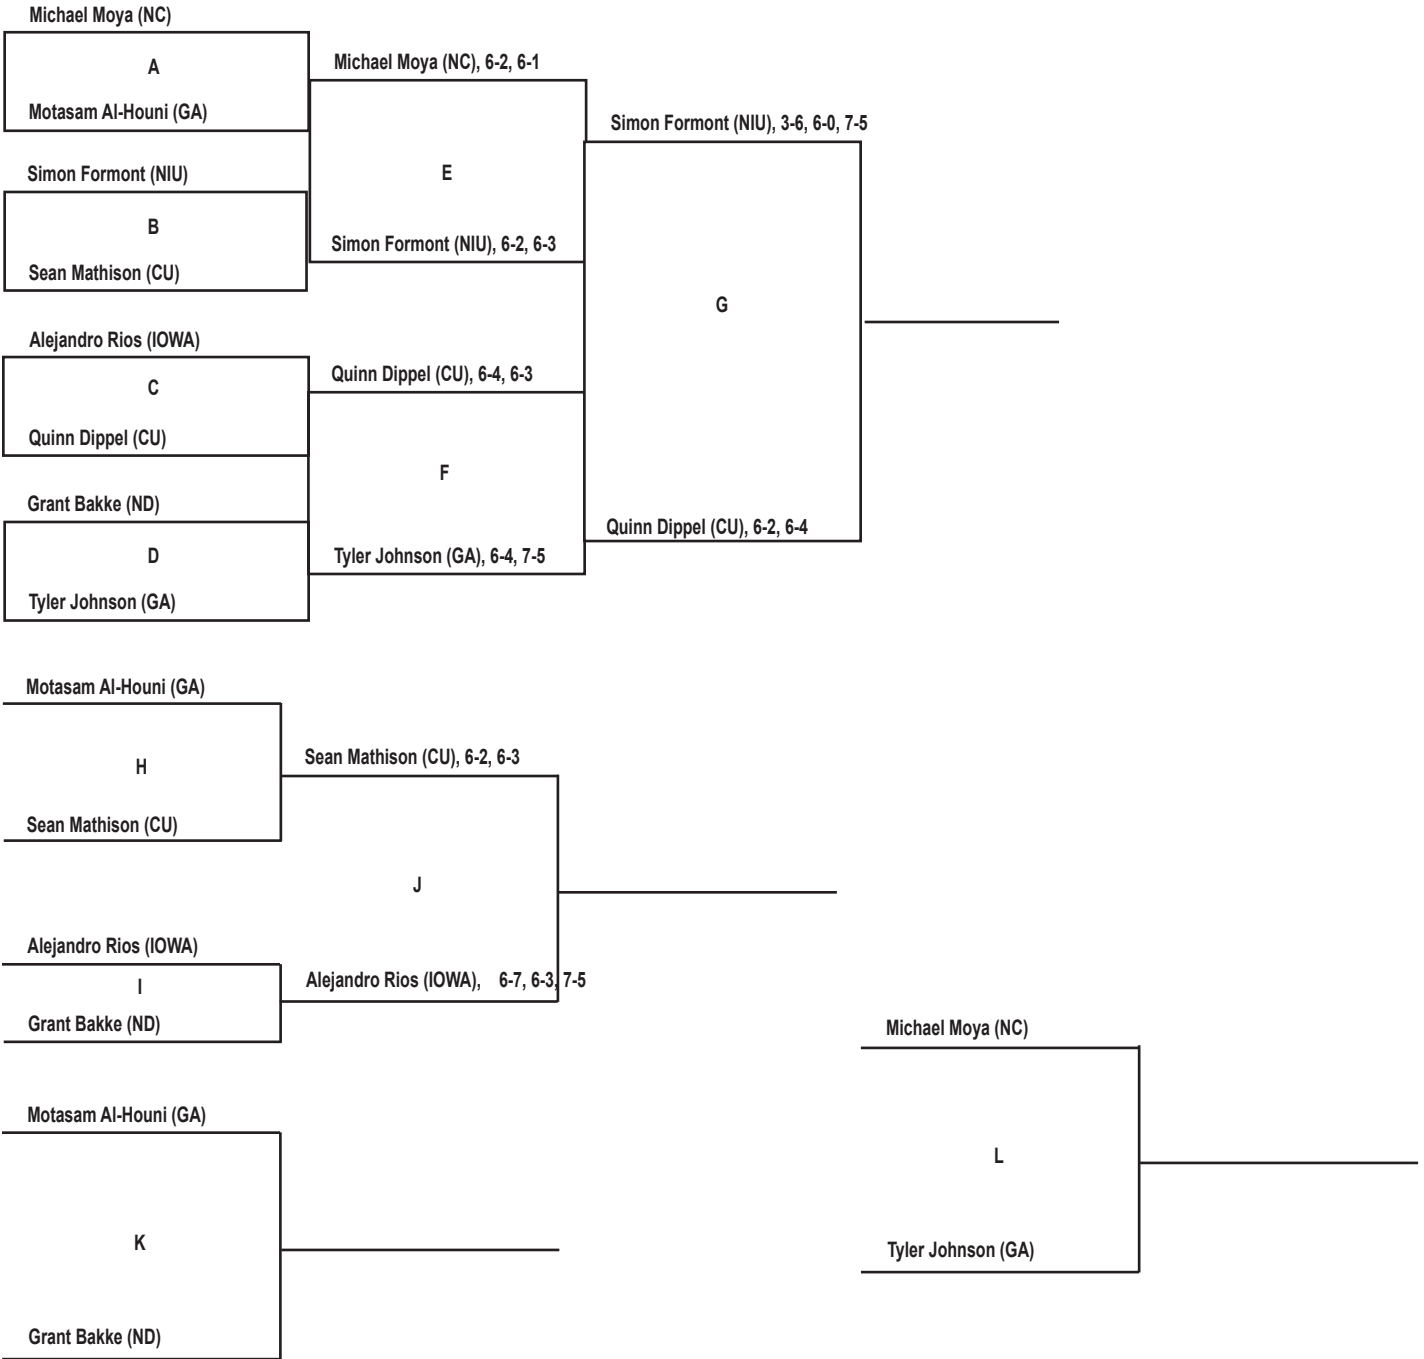 Michael Moya (NC)
A
Motasam Al-Houni (GA)
Simon Formont (NIU)
B
Sean Mathison (CU)
Alejandro Rios (IOWA)
C
Quinn Dippel (CU)
Grant Bakke (ND)
D
Tyler Johnson (GA)
Michael Moya (NC), 6-2, 6-1
E
Simon Formont (NIU), 6-2, 6-3
Quinn Dippel (CU), 6-4, 6-3
F
Tyler Johnson (GA), 6-4, 7-5
Simon Formont (NIU), 3-6, 6-0, 7-5
G
Quinn Dippel (CU), 6-2, 6-4
Motasam Al-Houni (GA)
H
Sean Mathison (CU)
Alejandro Rios (IOWA)
I
Grant Bakke (ND)
Sean Mathison (CU), 6-2, 6-3
J
Alejandro Rios (IOWA), 6-7, 6-3, 7-5
Motasam Al-Houni (GA)
K
Grant Bakke (ND)
Michael Moya (NC)
L
Tyler Johnson (GA)